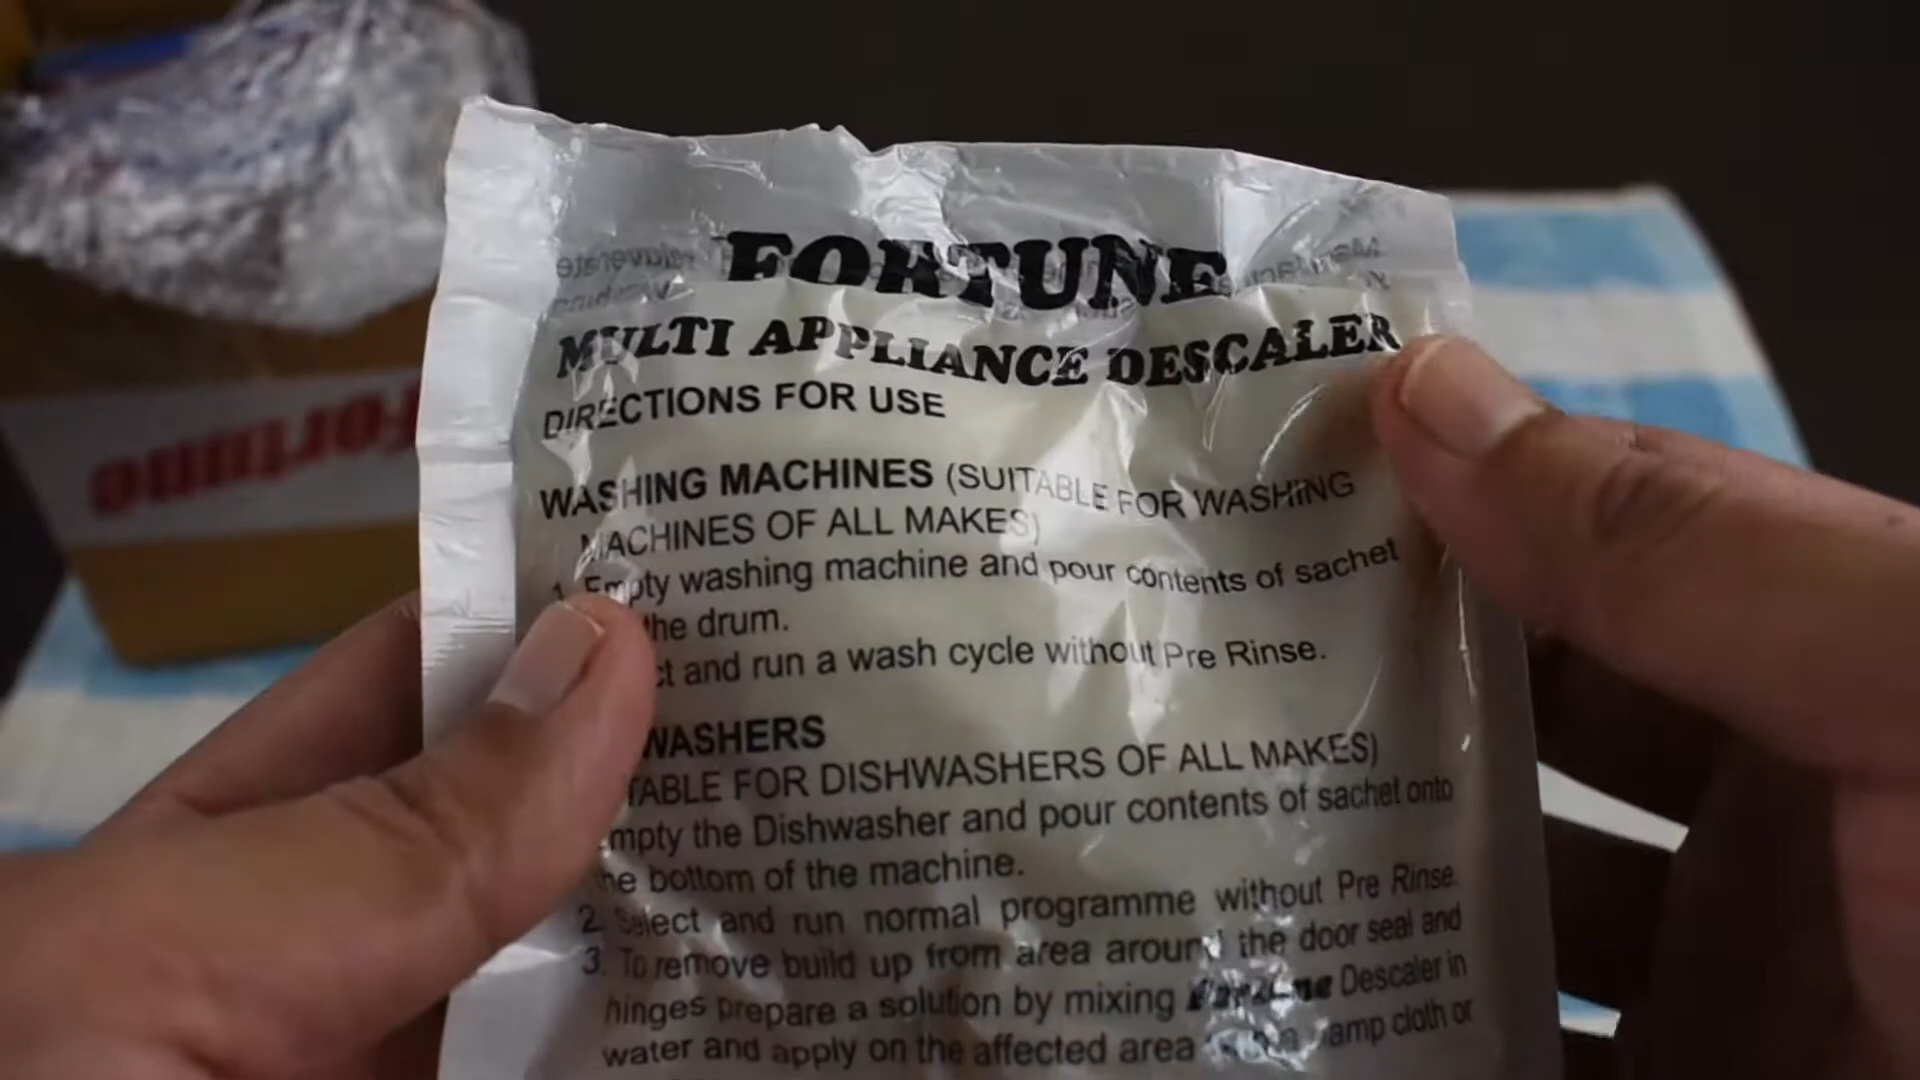 FORTUNE
MULTI APPLIANCE DESCALER
DIRECTIONS FOR USE
WASHING MACHINES (SUITABLE FOR WASHING
MACHINES OF ALL MAKES)
1. Empty washing machine and pour contents of sachet
the drum.
and run a wash cycle without Pre Rinse.
WASHERS
TABLE FOR DISHWASHERS OF ALL MAKES)
mpty the Dishwasher and pour contents of sachet onto
the bottom of the machine.
2. Select and run normal programme without Pre Rinse.
3. To remove build up from area around the door seal and
hinges prepare a solution by mixing Fortune Descaler in
water and apply on the affected area damp cloth or
Fortune